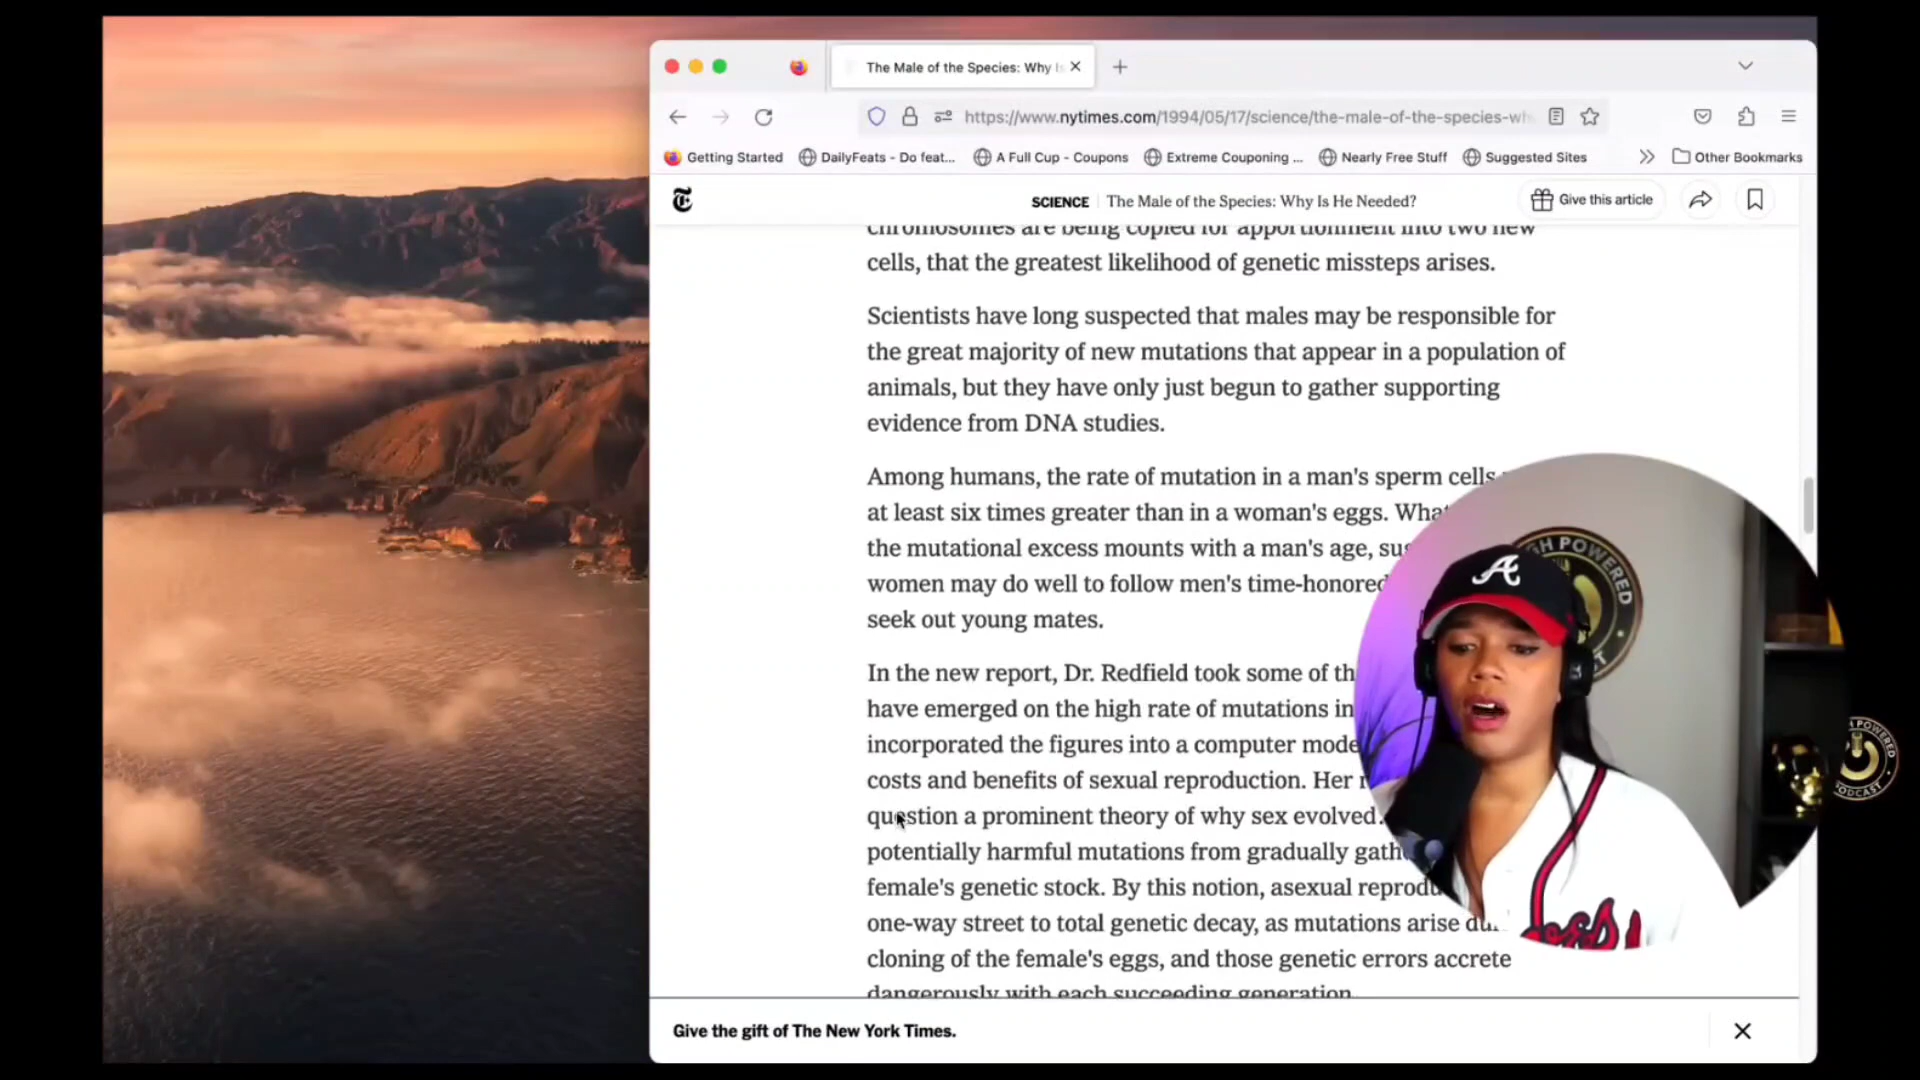 The Male of the Species: Why I
https://www.nytimes.com/1994/05/17/science/the-male-of-the-species-wh
Getting Started
DailyFeats - Do feat...
A Full Cup - Coupons
Extreme Couponing ...
Nearly Free Stuff
Suggested Sites
Other Bookmarks
SCIENCE
The Male of the Species: Why Is He Needed?
Give this article
chromosomes are being copied for apportionment into two new
cells, that the greatest likelihood of genetic missteps arises.
Scientists have long suspected that males may be responsible for
the great majority of new mutations that appear in a population of
animals, but they have only just begun to gather supporting
evidence from DNA studies.
Among humans, the rate of mutation in a man's sperm cells
at least six times greater than in a woman's eggs.
the mutational excess mounts with a man's age,
women may do well to follow men's time-honored
seek out young mates.
In the new report, Dr. Redfield took some of
have emerged on the high rate of mutations in
incorporated the figures into a computer
costs and benefits of sexual reproduction. Her
question a prominent theory of why sex evolved.
potentially harmful mutations from gradually
female's genetic stock. By this notion, asexual
one-way street to total genetic decay, as mutations arise
cloning of the female's eggs, and those genetic errors accrete
dangerously with each succeeding generation.
Give the gift of The New York Times.
POWERED
A
POWERED
PODCAST